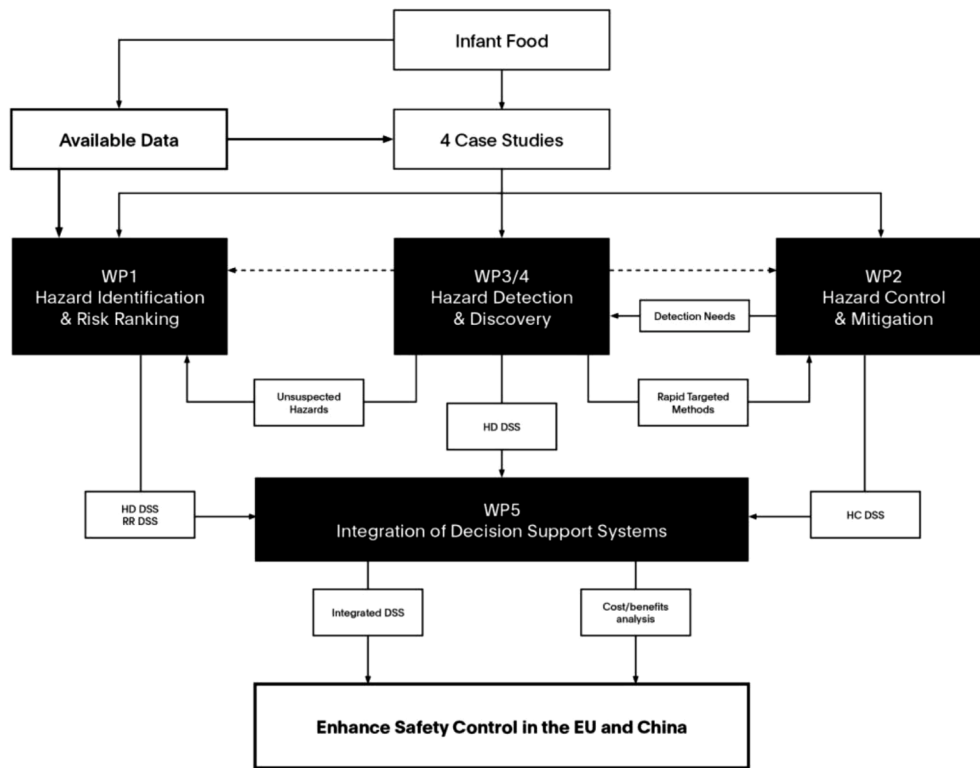 Infant Food
Available Data
4 Case Studies
WP1
Hazard Identification
& Risk Ranking
WP3/4
Hazard Detection
& Discovery
WP2
Hazard Control
& Mitigation
Detection Needs
Unsuspected
Hazards
Rapid Targeted
Methods
HD DSS
HD DSS
RR DSS
WP5
Integration of Decision Support Systems
HC DSS
Integrated DSS
Cost/benefits
analysis
Enhance Safety Control in the EU and China